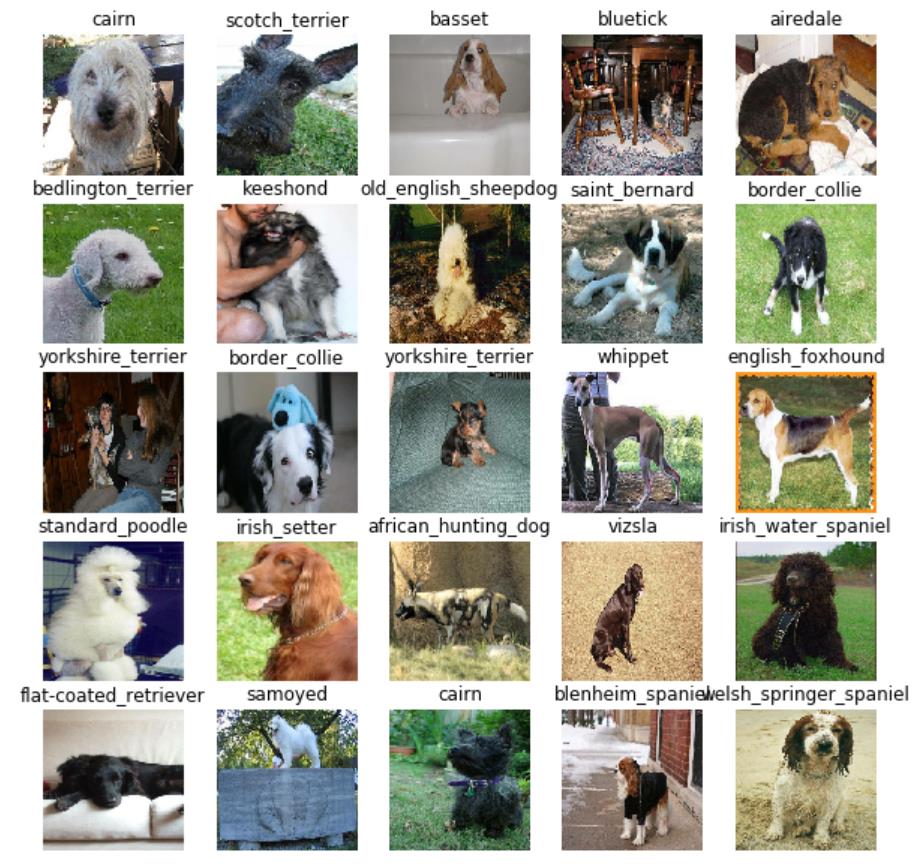 cairn scotch_terrier basset bluetick airedale
bedlington_terrier keeshond old_english_sheepdog saint_bernard border_collie
yorkshire_terrier border_collie yorkshire_terrier whippet english_foxhound
standard_poodle irish_setter african_hunting_dog vizsla irish_water_spaniel
flat-coated_retriever samoyed cairn blenheim_spaniel welsh_springer_spaniel